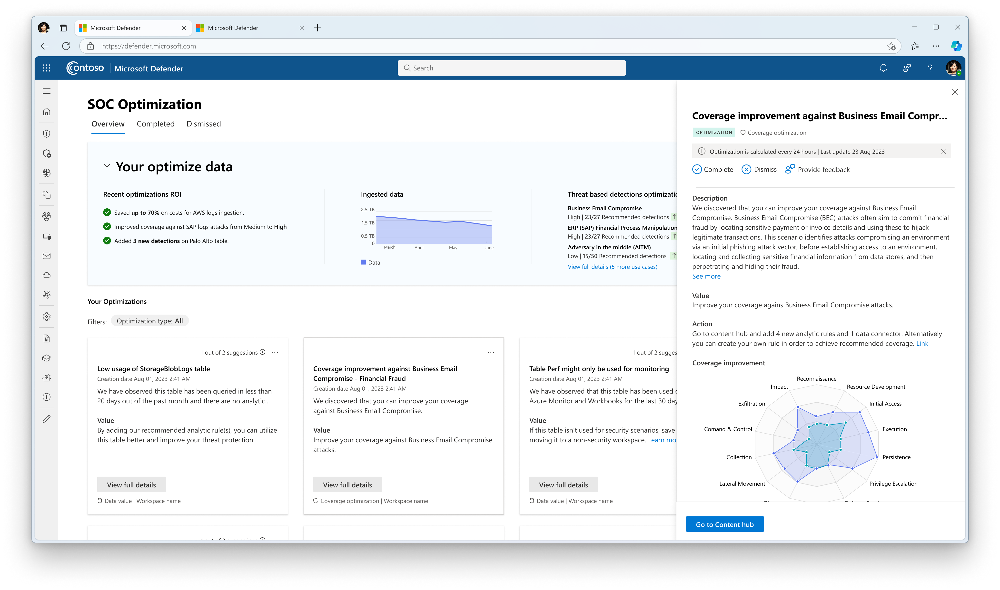 Microsoft Defender
Microsoft Defender
https://defender.microsoft.com
Contoso
Microsoft Defender
Search
SOC Optimization
Overview
Completed
Dismissed
Your optimize data
Recent optimizations ROI
Saved up to 70% on costs for AWS logs ingestion.
Improved coverage against SAP logs attacks from Medium to High
Added 3 new detections on Palo Alto table.
Ingested data
2.5 TB
1.5 TB
0.5 TB
0
March
April
May
June
Data
Threat based detections
Business Email Compromise
High | 23/27 Recommended detections
ERP (SAP) Financial Process Manipulation
High | 23/27 Recommended detections
Adversary in the middle (AiTM)
Low | 15/50 Recommended detections
View full details (5 more use cases)
Your Optimizations
Filters:
Optimization type: All
1 out of 2 suggestions
Low usage of StorageBlobLogs table
Creation date Aug 01, 2023 2:41 AM
We have observed this table has been queried in less than
20 days out of the past month and there are no analytic...
Value
By adding our recommended analytic rule(s), you can utilize
this table better and improve your threat protection.
View full details
Data value | Workspace name
Coverage improvement against Business Email
Compromise - Financial Fraud
Creation date Aug 01, 2023 2:41 AM
We discovered that you can improve your coverage
against Business Email Compromise.
Value
Improve your coverage against Business Email Compromise
attacks.
View full details
Coverage optimization | Workspace name
1 out of 2
Table Perf might only be used for monitoring
Creation date Aug 01, 2023 2:41 AM
We have observed that this table has been used
Azure Monitor and Workbooks for the last 30
Value
If this table isn't used for security scenarios, save
moving it to a non-security workspace. Learn
View full details
Data value | Workspace name
Coverage improvement against Business Email Compr...
OPTIMIZATION
Coverage optimization
Optimization is calculated every 24 hours | Last update 23 Aug 2023
Complete
Dismiss
Provide feedback
Description
We discovered that you can improve your coverage against Business Email
Compromise. Business Email Compromise (BEC) attacks often aim to commit financial
fraud by locating sensitive payment or invoice details and using these to hijack
legitimate transactions. This scenario identifies attacks compromising an environment
via an initial phishing attack vector, before establishing access to an environment,
locating and collecting sensitive financial information from data stores, and then
perpetrating and hiding their fraud.
See more
Value
Improve your coverage agains Business Email Compromise attacks.
Action
Go to content hub and add 4 new analytic rules and 1 data connector. Alternatively
you can create your own rule in order to achieve recommended coverage. Link
Coverage improvement
Reconnaissance
Impact
Resource Development
Exfiltration
Initial Access
Comand & Control
Execution
Collection
Persistence
Lateral Movement
Privilege Escalation
Go to Content hub